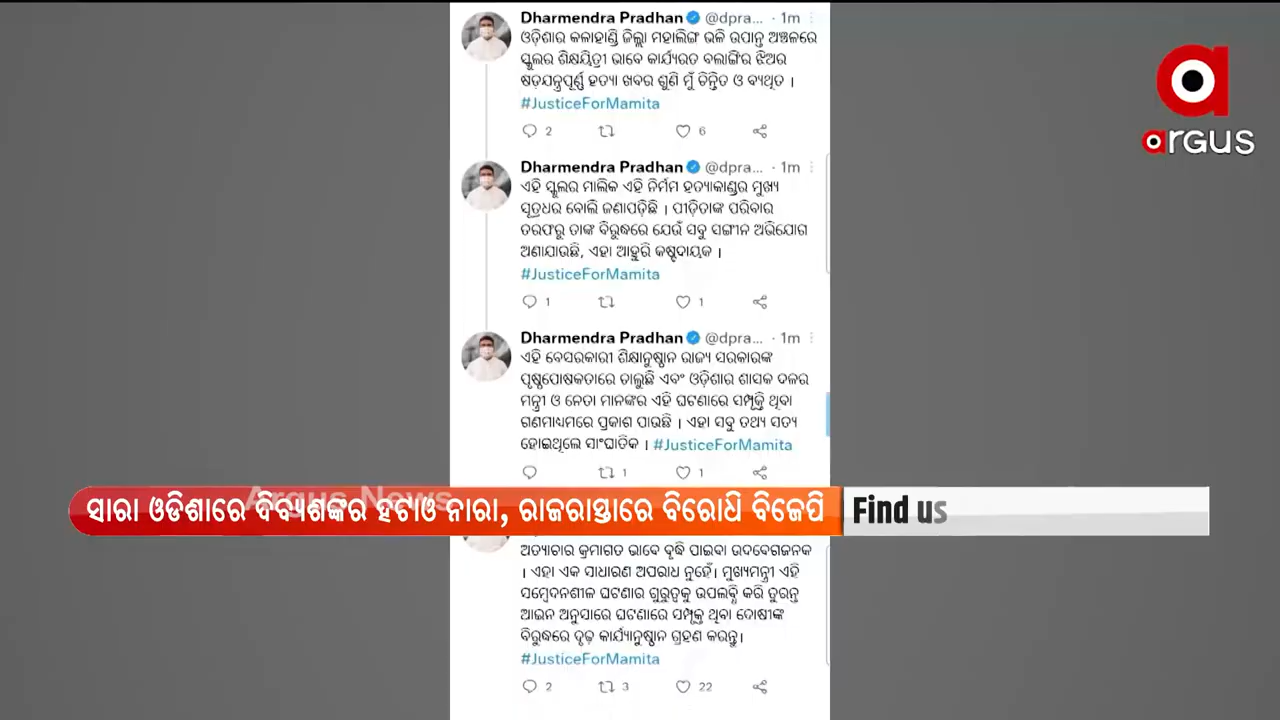 Dharmendra Pradhan @dpra... · 1m
ଓଡ଼ିଶାର କଳାହାଣ୍ଡି ଜିଲ୍ଲା ମହାଲିଙ୍ଗ ଭଳି ଉପାନ୍ତ ଅଞ୍ଚଳରେ
ସ୍କୁଲର ଶିକ୍ଷୟିତ୍ରୀ ଭାବେ କାର୍ଯ୍ୟରତ ବଲାଙ୍ଗିର ଝିଅର
ଷଡ଼ଯନ୍ତ୍ରପୂର୍ଣ୍ଣ ହତ୍ୟା ଖବର ଶୁଣି ମୁଁ ଚିନ୍ତିତ ଓ ବ୍ୟଥିତ ।
#JusticeForMamita
2 6
argus
Dharmendra Pradhan @dpra... · 1m
ଏହି ସ୍କୁଲର ମାଲିକ ଏହି ନିର୍ମମ ହତ୍ୟାକାଣ୍ଡର ମୁଖ୍ୟ
ସୂତ୍ରଧର ବୋଲି ଜଣାପଡ଼ିଛି । ପୀଡ଼ିତାଙ୍କ ପରିବାର
ତରଫରୁ ତାଙ୍କ ବିରୁଦ୍ଧରେ ଯେଉଁ ସବୁ ସଙ୍ଗୀନ ଅଭିଯୋଗ
ଅଣାଯାଉଛି, ଏହା ଆହୁରି କଷ୍ଟଦାୟକ ।
#JusticeForMamita
1 1
Dharmendra Pradhan @dpra... · 1m
ଏହି ବେସରକାରୀ ଶିକ୍ଷାନୁଷ୍ଠାନ ରାଜ୍ୟ ସରକାରଙ୍କ
ପୃଷ୍ଠପୋଷକତାରେ ଚାଲୁଛି ଏବଂ ଓଡ଼ିଶାର ଶାସକ ଦଳର
ମନ୍ତ୍ରୀ ଓ ନେତା ମାନଙ୍କର ଏହି ଘଟଣାରେ ସମ୍ପୃକ୍ତି ଥିବା
ଗଣମାଧ୍ୟମରେ ପ୍ରକାଶ ପାଉଛି । ଏହା ସବୁ ତଥ୍ୟ ସତ୍ୟ
ହୋଇଥିଲେ ସାଂଘାତିକ । #JusticeForMamita
1 1
Argus News
ସାରା ଓଡିଶାରେ ଦିବ୍ୟଶଙ୍କର ହଟାଓ ନାରା, ରାଜରାସ୍ତାରେ ବିରୋଧି ବିଜେପି Find us
ଅତ୍ୟାଚାର କ୍ରମାଗତ ଭାବେ ବୃଦ୍ଧି ପାଇବା ଉଦବେଗଜନକ
। ଏହା ଏକ ସାଧାରଣ ଅପରାଧ ନୁହେଁ। ମୁଖ୍ୟମନ୍ତ୍ରୀ ଏହି
ସମ୍ବେଦନଶୀଳ ଘଟଣାର ଗୁରୁତ୍ୱକୁ ଉପଲବ୍ଧି କରି ତୁରନ୍ତ
ଆଇନ ଅନୁସାରେ ଘଟଣାରେ ସମ୍ପୃକ୍ତ ଥିବା ଦୋଷୀଙ୍କ
ବିରୁଦ୍ଧରେ ଦୃଢ଼ କାର୍ଯ୍ୟାନୁଷ୍ଠାନ ଗ୍ରହଣ କରନ୍ତୁ।
#JusticeForMamita
2 3 22